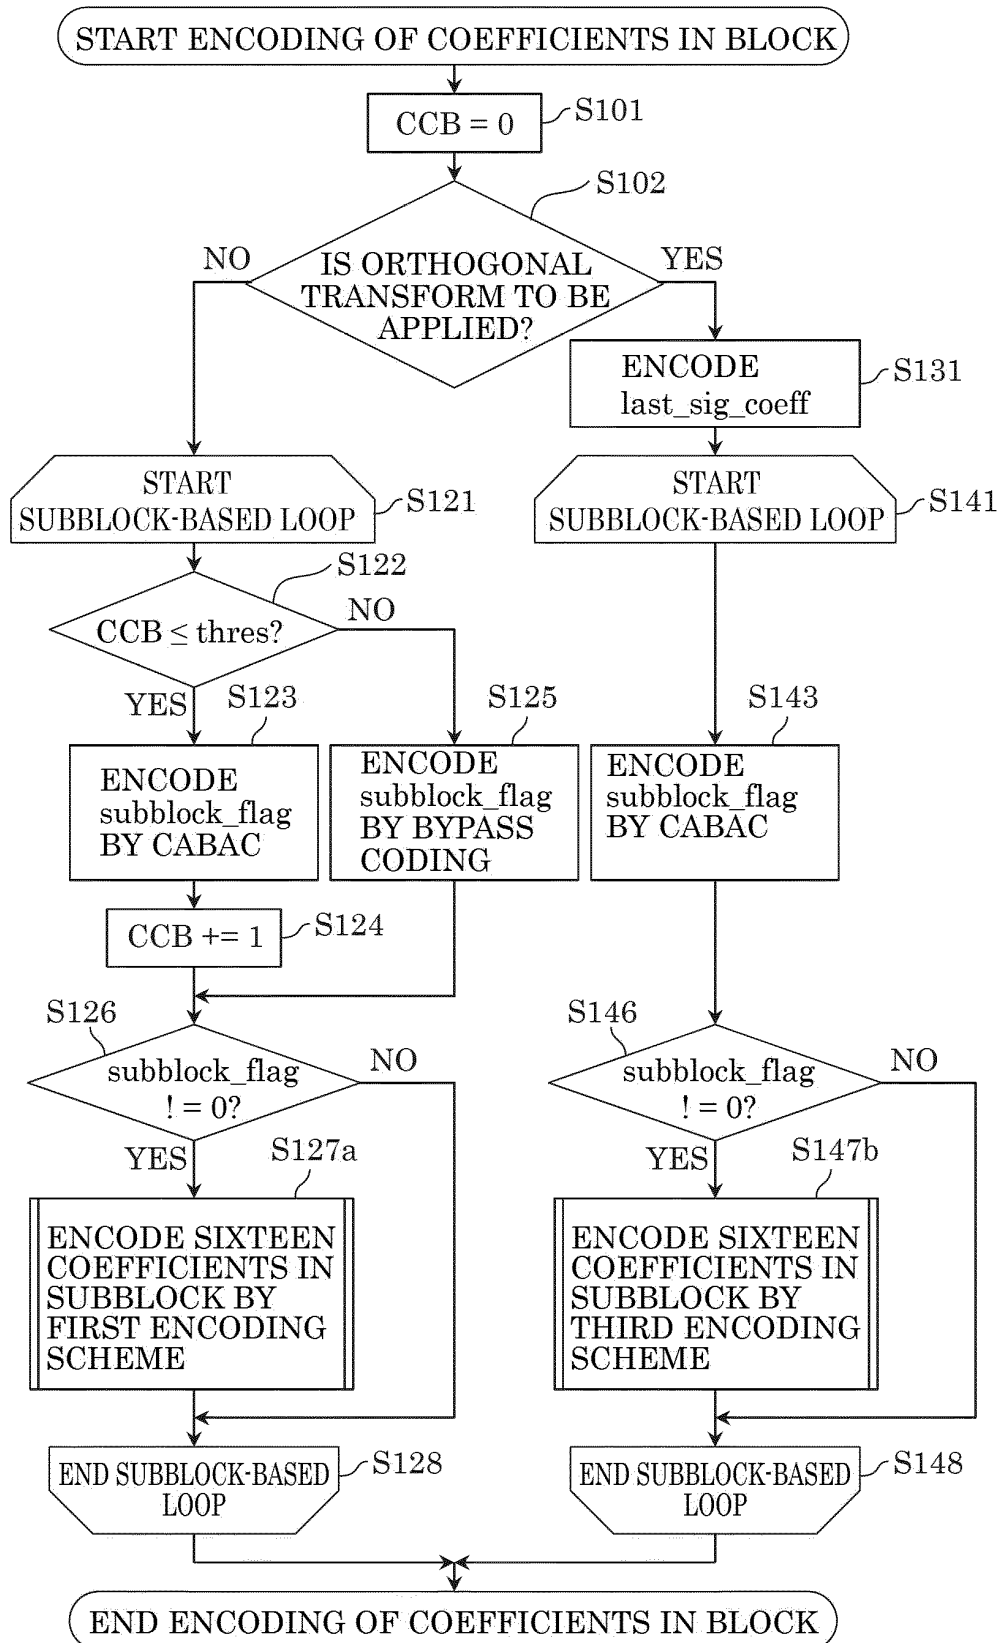 START ENCODING OF COEFFICIENTS IN BLOCK
CCB = 0
S101
S102
IS ORTHOGONAL
TRANSFORM TO BE
APPLIED?
NO
YES
ENCODE
last_sig_coeff
S131
START
SUBBLOCK-BASED LOOP
S121
START
SUBBLOCK-BASED LOOP
S141
S122
CCB ≤ thres?
NO
YES
S123
ENCODE
subblock_flag
BY CABAC
S125
ENCODE
subblock_flag
BY BYPASS
CODING
S143
ENCODE
subblock_flag
BY CABAC
CCB += 1
S124
S126
subblock_flag
! = 0?
NO
YES
S146
subblock_flag
! = 0?
NO
YES
S127a
ENCODE SIXTEEN
COEFFICIENTS IN
SUBBLOCK BY
FIRST ENCODING
SCHEME
S147b
ENCODE SIXTEEN
COEFFICIENTS IN
SUBBLOCK BY
THIRD ENCODING
SCHEME
END SUBBLOCK-BASED
LOOP
S128
END SUBBLOCK-BASED
LOOP
S148
END ENCODING OF COEFFICIENTS IN BLOCK